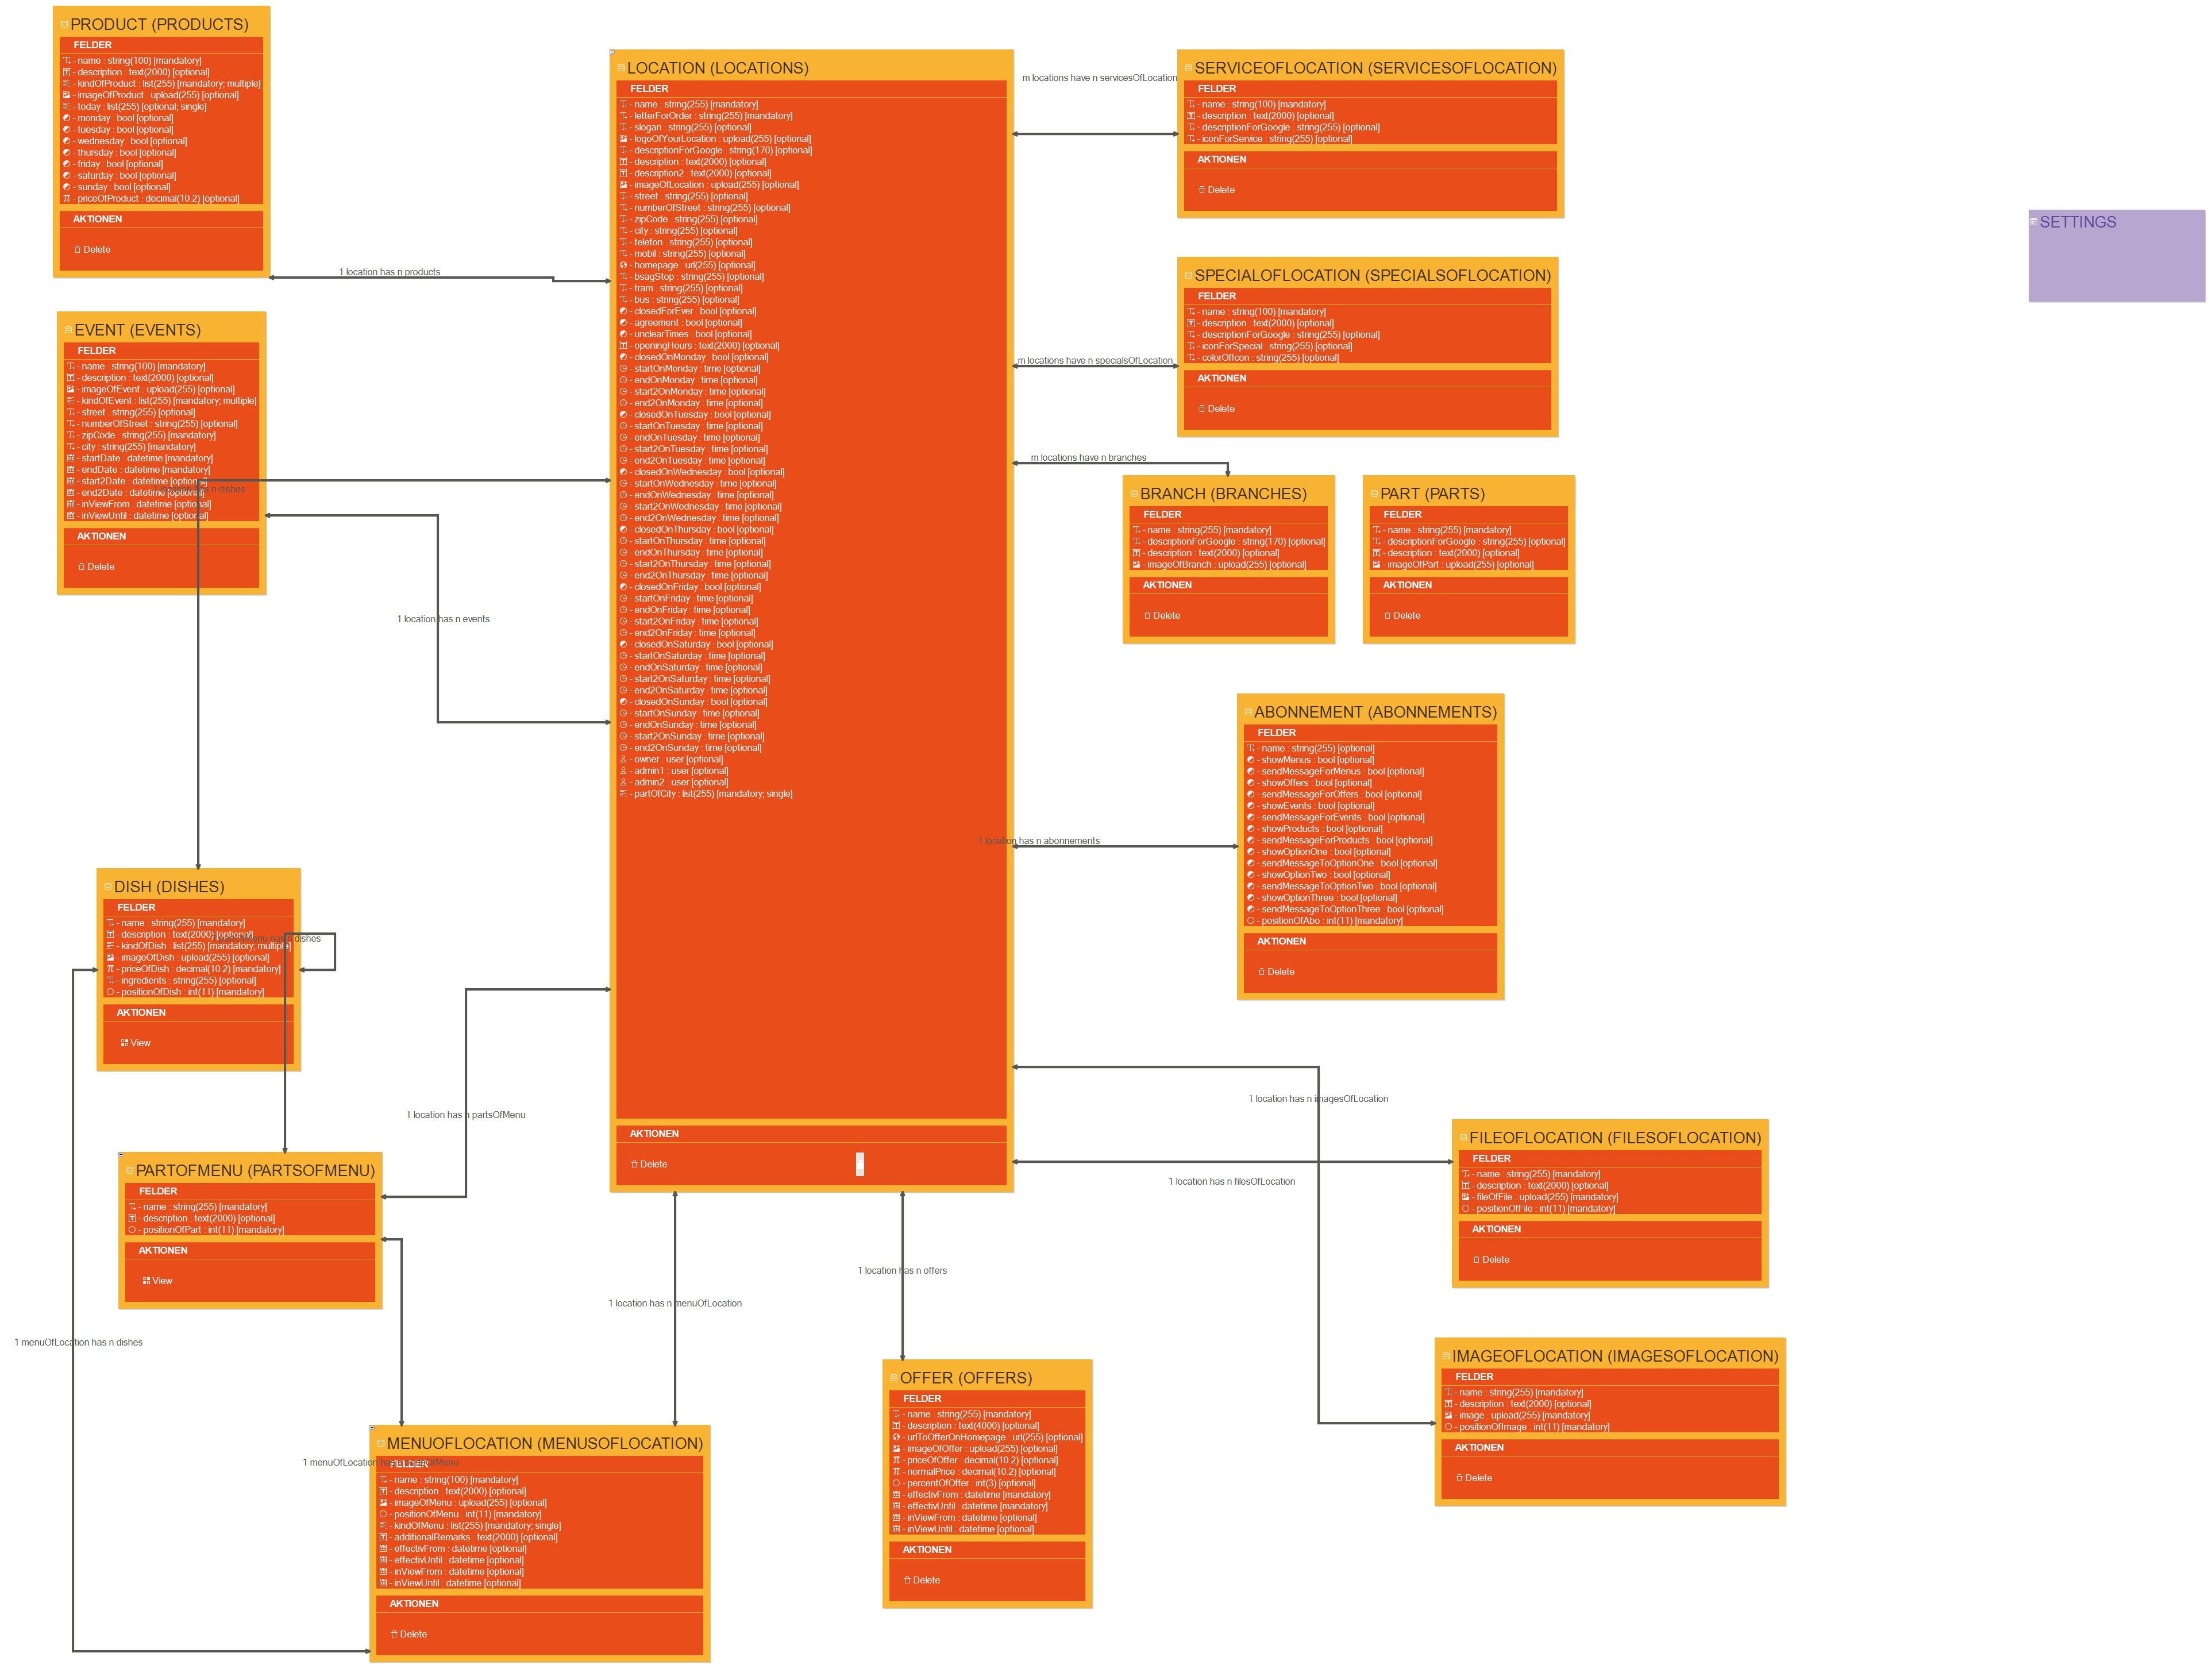 PRODUCT (PRODUCTS)
FELDER
- name : string(100) [mandatory]
- description : text(2000) [optional]
- kindOfProduct : list(255) [mandatory; multiple]
- imageOfProduct : upload(255) [optional]
- today : list(255) [optional; single]
- monday : bool [optional]
- tuesday : bool [optional]
- wednesday : bool [optional]
- thursday : bool [optional]
- friday : bool [optional]
- saturday : bool [optional]
- sunday : bool [optional]
- priceOfProduct : decimal(10.2) [optional]
AKTIONEN
Delete
1 location has n products
EVENT (EVENTS)
FELDER
- name : string(100) [mandatory]
- description : text(2000) [optional]
- imageOfEvent : upload(255) [optional]
- kindOfEvent : list(255) [mandatory; multiple]
- street : string(255) [optional]
- numberOfStreet : string(255) [optional]
- zipCode : string(255) [mandatory]
- city : string(255) [mandatory]
- startDate : datetime [mandatory]
- endDate : datetime [mandatory]
- start2Date : datetime [optional]
- end2Date : datetime [optional]
- inViewFrom : datetime [optional]
- inViewUntil : datetime [optional]
AKTIONEN
Delete
1 location has n dishes
1 location has n events
LOCATION (LOCATIONS)
FELDER
- name : string(255) [mandatory]
- letterForOrder : string(255) [mandatory]
- slogan : string(255) [optional]
- logoOfYourLocation : upload(255) [optional]
- descriptionForGoogle : string(170) [optional]
- description : text(2000) [optional]
- description2 : text(2000) [optional]
- imageOfLocation : upload(255) [optional]
- street : string(255) [optional]
- numberOfStreet : string(255) [optional]
- zipCode : string(255) [optional]
- city : string(255) [optional]
- telefon : string(255) [optional]
- mobil : string(255) [optional]
- homepage : url(255) [optional]
- bsagStop : string(255) [optional]
- tram : string(255) [optional]
- bus : string(255) [optional]
- closedForEver : bool [optional]
- agreement : bool [optional]
- unclearTimes : bool [optional]
- openingHours : text(2000) [optional]
- closedOnMonday : bool [optional]
- startOnMonday : time [optional]
- endOnMonday : time [optional]
- start2OnMonday : time [optional]
- end2OnMonday : time [optional]
- closedOnTuesday : bool [optional]
- startOnTuesday : time [optional]
- endOnTuesday : time [optional]
- start2OnTuesday : time [optional]
- end2OnTuesday : time [optional]
- closedOnWednesday : bool [optional]
- startOnWednesday : time [optional]
- endOnWednesday : time [optional]
- start2OnWednesday : time [optional]
- end2OnWednesday : time [optional]
- closedOnThursday : bool [optional]
- startOnThursday : time [optional]
- endOnThursday : time [optional]
- start2OnThursday : time [optional]
- end2OnThursday : time [optional]
- closedOnFriday : bool [optional]
- startOnFriday : time [optional]
- endOnFriday : time [optional]
- start2OnFriday : time [optional]
- end2OnFriday : time [optional]
- closedOnSaturday : bool [optional]
- startOnSaturday : time [optional]
- endOnSaturday : time [optional]
- start2OnSaturday : time [optional]
- end2OnSaturday : time [optional]
- closedOnSunday : bool [optional]
- startOnSunday : time [optional]
- endOnSunday : time [optional]
- start2OnSunday : time [optional]
- end2OnSunday : time [optional]
- owner : user [optional]
- admin1 : user [optional]
- admin2 : user [optional]
- partOfCity : list(255) [mandatory; single]
AKTIONEN
Delete
m locations have n servicesOfLocation
SERVICEOFLOCATION (SERVICESOFLOCATION)
FELDER
- name : string(100) [mandatory]
- description : text(2000) [optional]
- descriptionForGoogle : string(255) [optional]
- iconForService : string(255) [optional]
AKTIONEN
Delete
SETTINGS
m locations have n specialsOfLocation
SPECIALOFLOCATION (SPECIALSOFLOCATION)
FELDER
- name : string(100) [mandatory]
- description : text(2000) [optional]
- descriptionForGoogle : string(255) [optional]
- iconForSpecial : string(255) [optional]
- colorOfIcon : string(255) [optional]
AKTIONEN
Delete
m locations have n branches
BRANCH (BRANCHES)
FELDER
- name : string(255) [mandatory]
- descriptionForGoogle : string(170) [optional]
- description : text(2000) [optional]
- imageOfBranch : upload(255) [optional]
AKTIONEN
Delete
PART (PARTS)
FELDER
- name : string(255) [mandatory]
- descriptionForGoogle : string(255) [optional]
- description : text(2000) [optional]
- imageOfPart : upload(255) [optional]
AKTIONEN
Delete
1 location has n abonnements
ABONNEMENT (ABONNEMENTS)
FELDER
- name : string(255) [optional]
- showMenus : bool [optional]
- sendMessageForMenus : bool [optional]
- showOffers : bool [optional]
- sendMessageForOffers : bool [optional]
- showEvents : bool [optional]
- sendMessageForEvents : bool [optional]
- showProducts : bool [optional]
- sendMessageForProducts : bool [optional]
- showOptionOne : bool [optional]
- sendMessageToOptionOne : bool [optional]
- showOptionTwo : bool [optional]
- sendMessageToOptionTwo : bool [optional]
- showOptionThree : bool [optional]
- sendMessageToOptionThree : bool [optional]
- positionOfAbo : int(11) [mandatory]
AKTIONEN
Delete
DISH (DISHES)
FELDER
- name : string(255) [mandatory]
- description : text(2000) [optional]
- kindOfDish : list(255) [mandatory; multiple]
- imageOfDish : upload(255) [optional]
- priceOfDish : decimal(10.2) [mandatory]
- ingredients : string(255) [optional]
- positionOfDish : int(11) [mandatory]
AKTIONEN
View
has n dishes
1 location has n partsOfMenu
PARTOFMENU (PARTSOFMENU)
FELDER
- name : string(255) [mandatory]
- description : text(2000) [optional]
- positionOfPart : int(11) [mandatory]
AKTIONEN
View
1 menuOfLocation has n dishes
1 location has n menuOfLocation
1 location has n offers
1 location has n imagesOfLocation
1 location has n filesOfLocation
FILEOFLOCATION (FILESOFLOCATION)
FELDER
- name : string(255) [mandatory]
- description : text(2000) [optional]
- fileOfFile : upload(255) [mandatory]
- positionOfFile : int(11) [mandatory]
AKTIONEN
Delete
IMAGEOFLOCATION (IMAGESOFLOCATION)
FELDER
- name : string(255) [mandatory]
- description : text(2000) [optional]
- image : upload(255) [mandatory]
- positionOfImage : int(11) [mandatory]
AKTIONEN
Delete
MENUOFLOCATION (MENUSOFLOCATION)
FELDER
1 menuOfLocation
- name : string(100) [mandatory]
- description : text(2000) [optional]
- imageOfMenu : upload(255) [optional]
- positionOfMenu : int(11) [mandatory]
- kindOfMenu : list(255) [mandatory; single]
- additionalRemarks : text(2000) [optional]
- effectivFrom : datetime [optional]
- effectivUntil : datetime [optional]
- inViewFrom : datetime [optional]
- inViewUntil : datetime [optional]
AKTIONEN
Delete
OFFER (OFFERS)
FELDER
- name : string(255) [mandatory]
- description : text(4000) [optional]
- urlToOfferOnHomepage : url(255) [optional]
- imageOfOffer : upload(255) [optional]
- priceOfOffer : decimal(10.2) [optional]
- normalPrice : decimal(10.2) [optional]
- percentOfOffer : int(3) [optional]
- effectivFrom : datetime [mandatory]
- effectivUntil : datetime [mandatory]
- inViewFrom : datetime [optional]
- inViewUntil : datetime [optional]
AKTIONEN
Delete